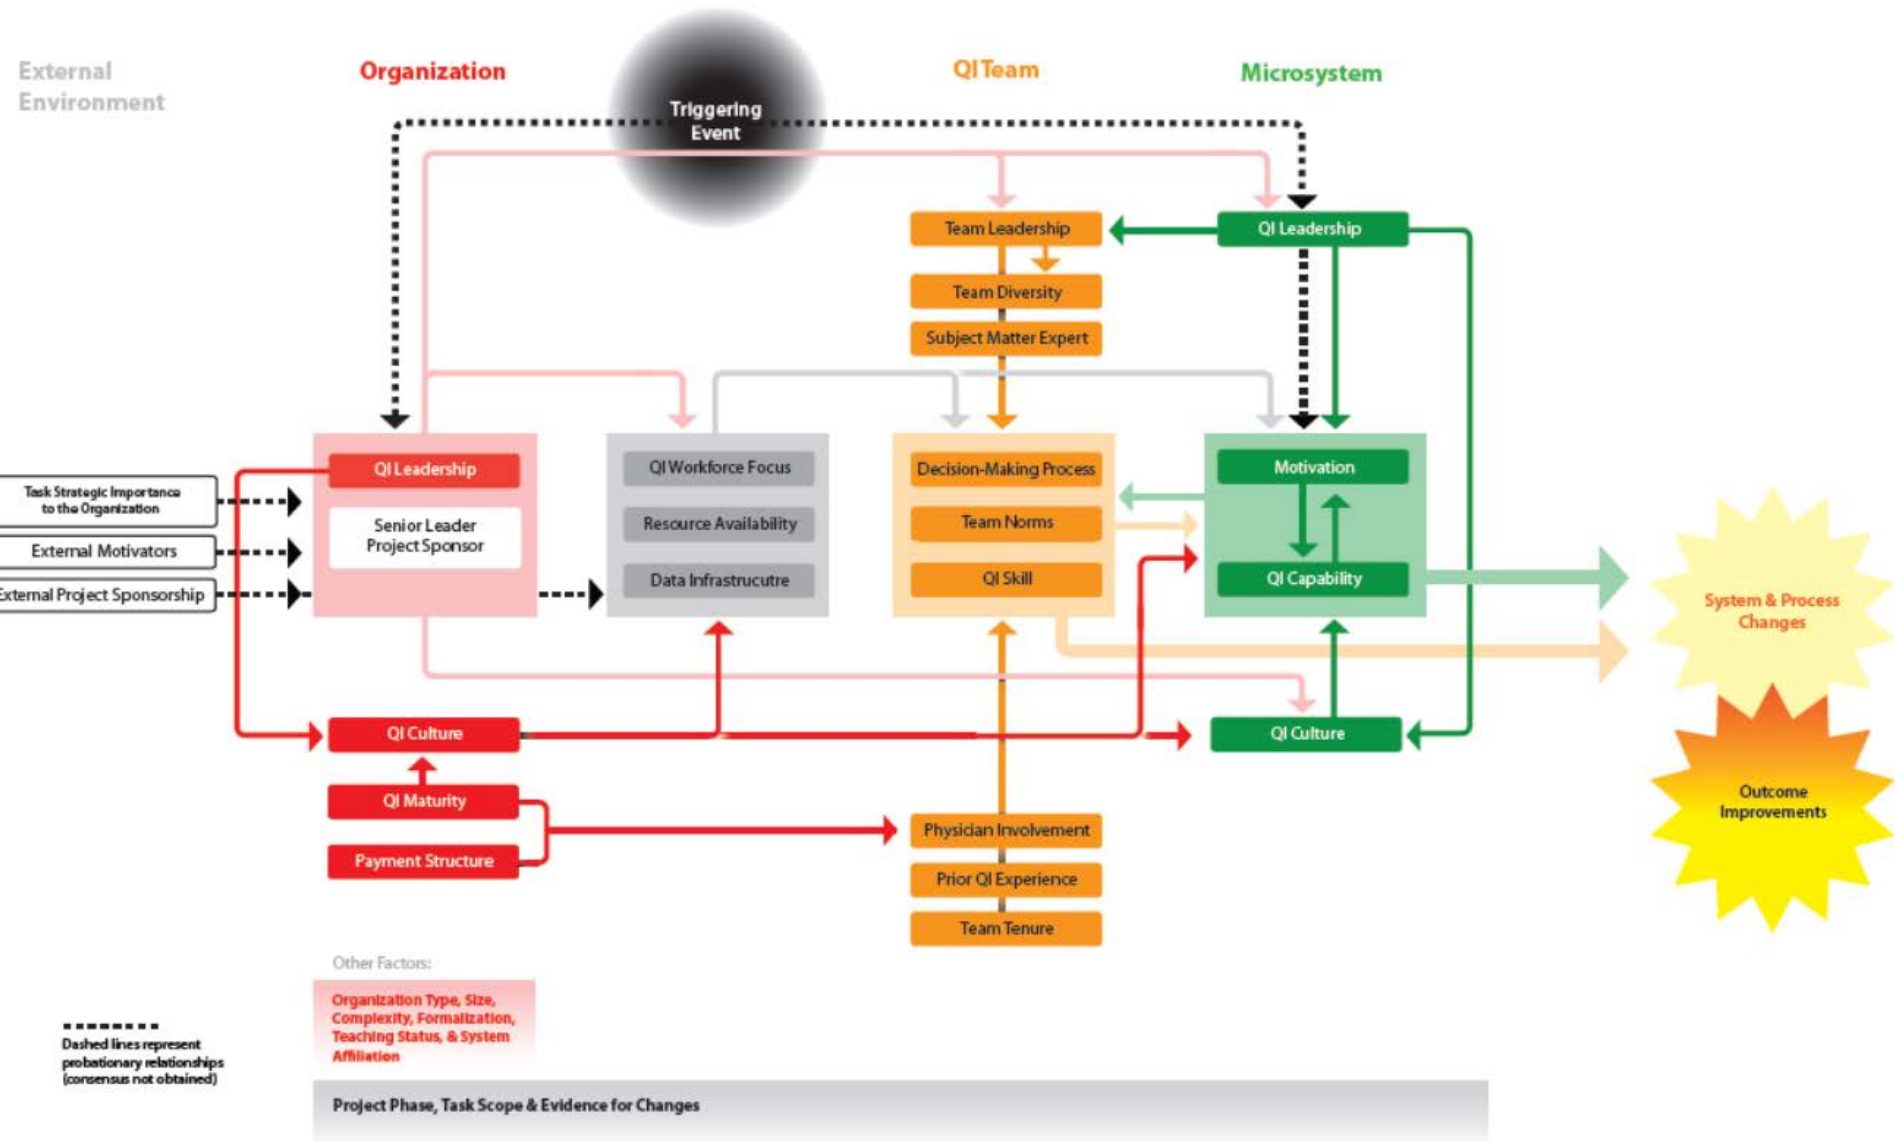 External
Environment
Organization
Triggering
Event
QI Team
Microsystem
Team Leadership
QI Leadership
Team Diversity
Subject Matter Expert
QI Leadership
Senior Leader
Project Sponsor
QI Workforce Focus
Resource Availability
Data Infrastrucutre
Decision-Making Process
Team Norms
QI Skill
Motivation
QI Capability
Task Strategic Importance
to the Organization
External Motivators
External Project Sponsorship
System & Process
Changes
QI Culture
QI Culture
QI Maturity
Payment Structure
Physician Involvement
Prior QI Experience
Team Tenure
Outcome
Improvements
Other Factors:
Organization Type, Size,
Complexity, Formalization,
Teaching Status, & System
Affiliation
Dashed lines represent
probationary relationships
(consensus not obtained)
Project Phase, Task Scope & Evidence for Changes